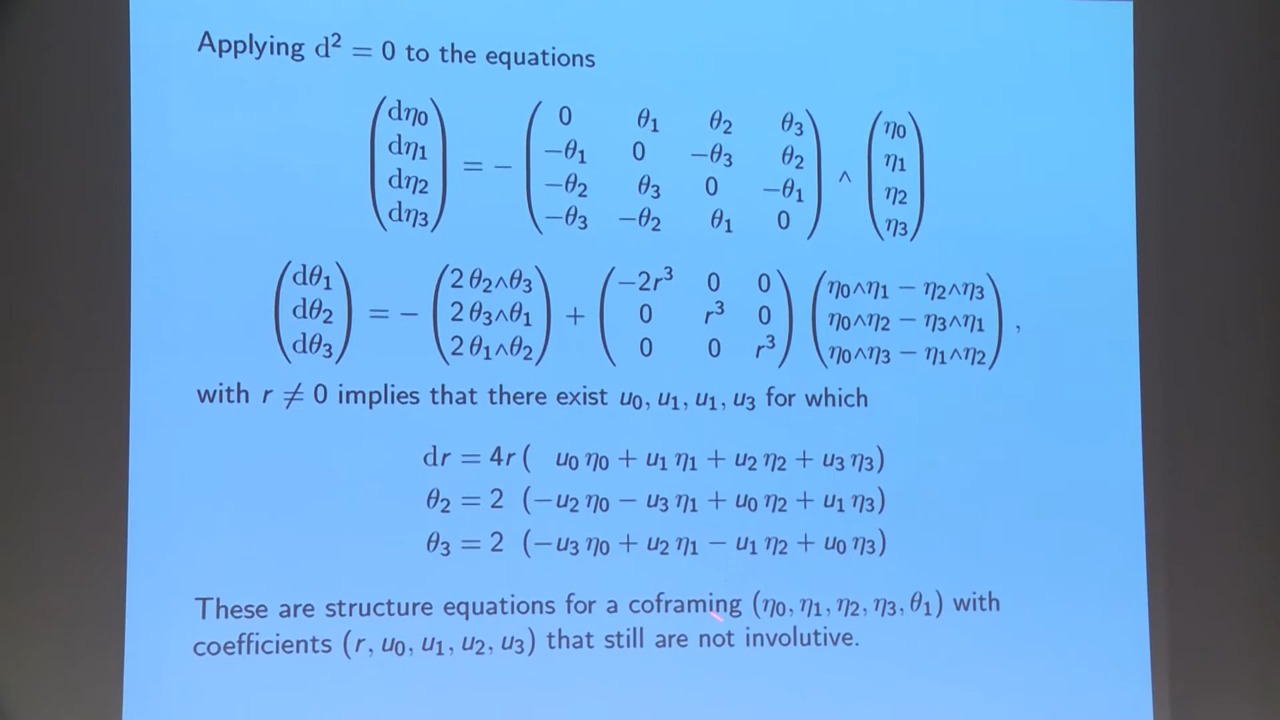 Applying d² = 0 to the equations
(dη₀ dη₁ dη₂ dη₃) = − (0 θ₁ θ₂ θ₃ −θ₁ 0 −θ₃ θ₂ −θ₂ θ₃ 0 −θ₁ −θ₃ −θ₂ θ₁ 0) ∧ (η₀ η₁ η₂ η₃)
(dθ₁ dθ₂ dθ₃) = − (2 θ₂∧θ₃ 2 θ₃∧θ₁ 2 θ₁∧θ₂) + (−2r³ 0 0 0 r³ 0 0 0 r³) (η₀∧η₁ − η₂∧η₃ η₀∧η₂ − η₃∧η₁ η₀∧η₃ − η₁∧η₂) ,
with r ≠ 0 implies that there exist u₀, u₁, u₁, u₃ for which
dr = 4r ( u₀ η₀ + u₁ η₁ + u₂ η₂ + u₃ η₃)
θ₂ = 2 (−u₂ η₀ − u₃ η₁ + u₀ η₂ + u₁ η₃)
θ₃ = 2 (−u₃ η₀ + u₂ η₁ − u₁ η₂ + u₀ η₃)
These are structure equations for a coframing (η₀, η₁, η₂, η₃, θ₁) with
coefficients (r, u₀, u₁, u₂, u₃) that still are not involutive.